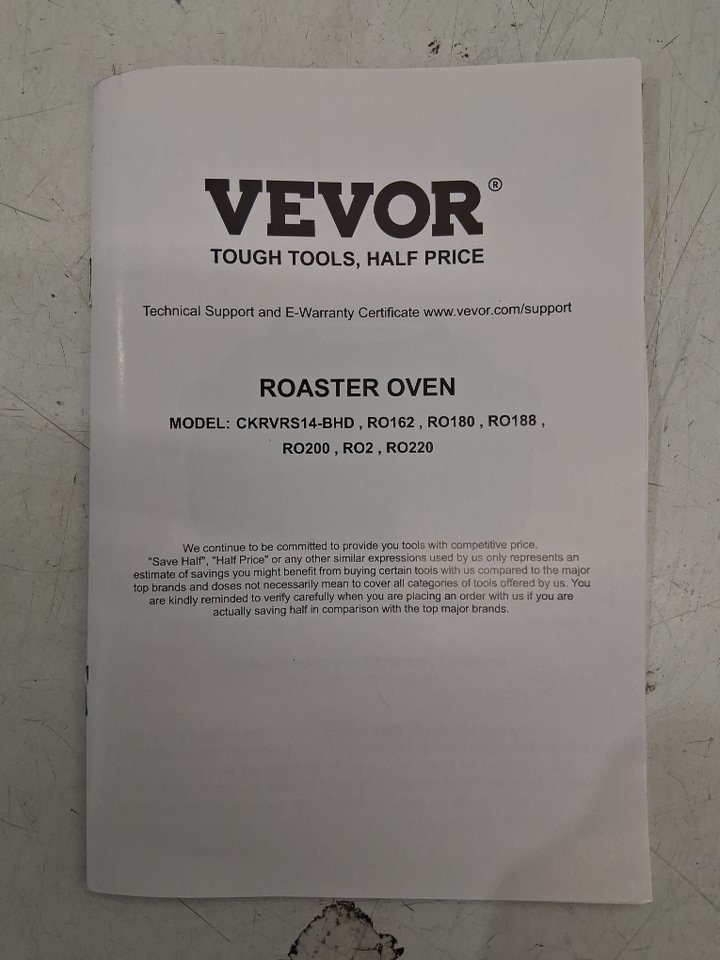 VEVOR®
TOUGH TOOLS, HALF PRICE
Technical Support and E-Warranty Certificate www.vevor.com/support
ROASTER OVEN
MODEL: CKRVRS14-BHD , RO162 , RO180 , RO188 ,
RO200 , RO2 , RO220
We continue to be committed to provide you tools with competitive price.
"Save Half", "Half Price" or any other similar expressions used by us only represents an
estimate of savings you might benefit from buying certain tools with us compared to the major
top brands and doses not necessarily mean to cover all categories of tools offered by us. You
are kindly reminded to verify carefully when you are placing an order with us if you are
actually saving half in comparison with the top major brands.